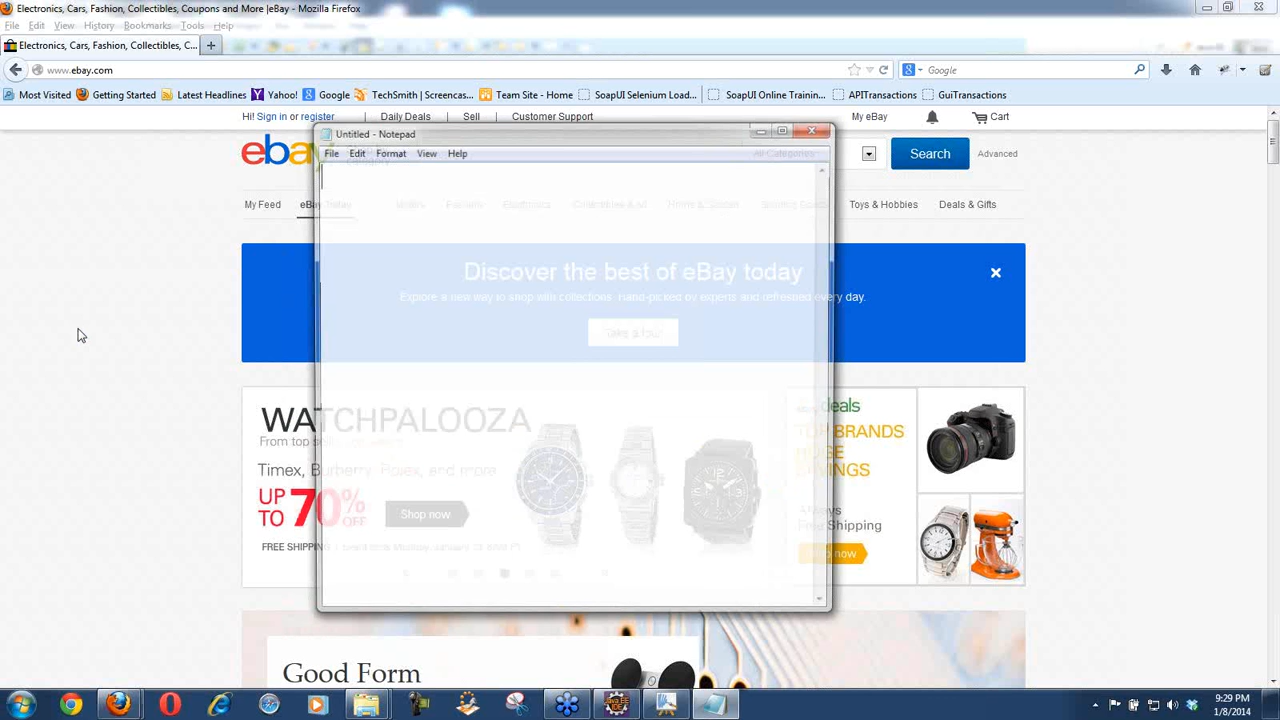 Electronics, Cars, Fashion, Collectibles, Coupons and More |eBay - Mozilla Firefox
File Edit View History Bookmarks Tools Help
Electronics, Cars, Fashion, Collectibles, C... +
www.ebay.com Google
Most Visited Getting Started Latest Headlines Yahoo! Google TechSmith | Screencas... Team Site - Home SoapUI Selenium Load... SoapUI Online Trainin... APITransactions GuiTransactions
Hi! Sign in or register Daily Deals Sell Customer Support My eBay Cart
Untitled - Notepad
File Edit Format View Help
ebay All Categories Search Advanced
My Feed eBay Today Motors Fashion Electronics Collectibles & Art Home & Garden Sporting Goods Toys & Hobbies Deals & Gifts
Discover the best of eBay today
Explore a new way to shop with collections. Hand-picked by experts and refreshed every day.
Take a tour
WATCHPALOOZA
From top
Timex, Burberry, Rolex, and more
UP TO 70% OFF
Shop now
FREE SHIPPING
deals
TOP BRANDS
HUGE
SAVINGS
Always
Free Shipping
Shop now
Good Form
9:29 PM
1/8/2014